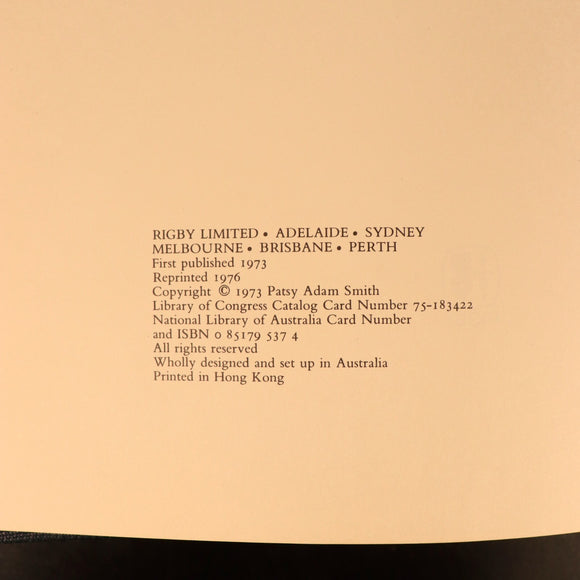 RIGBY LIMITED • ADELAIDE • SYDNEY
MELBOURNE • BRISBANE • PERTH
First published 1973
Reprinted 1976
Copyright © 1973 Patsy Adam Smith
Library of Congress Catalog Card Number 75-183422
National Library of Australia Card Number
and ISBN 0 85179 537 4
All rights reserved
Wholly designed and set up in Australia
Printed in Hong Kong